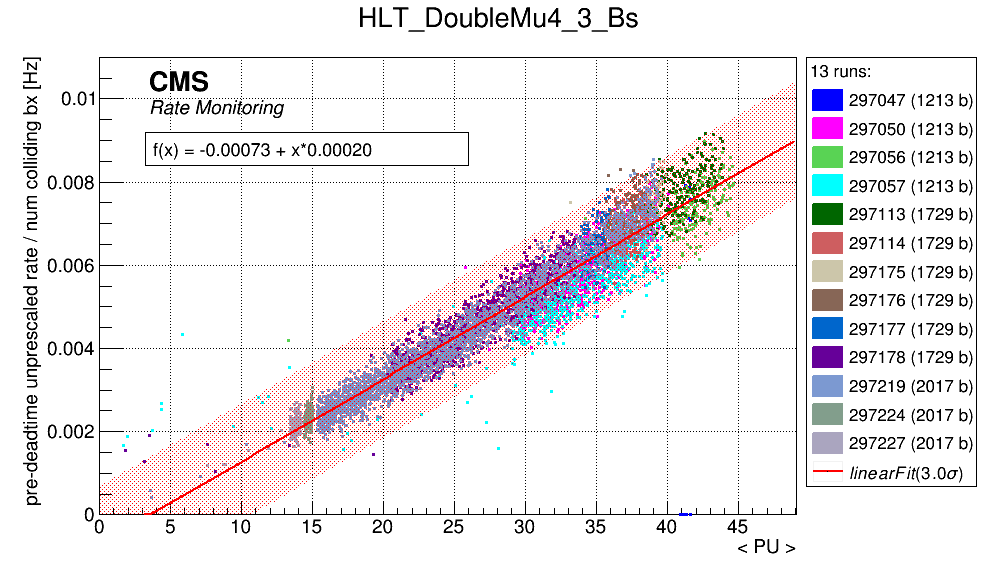 HLT_DoubleMu4_3_Bs
pre-deadtime unprescaled rate / num colliding bx [Hz]
CMS
Rate Monitoring
f(x) = -0.00073 + x*0.00020
0.01
0.008
0.006
0.004
0.002
0
0 5 10 15 20 25 30 35 40 45
< PU >
13 runs:
297047 (1213 b)
297050 (1213 b)
297056 (1213 b)
297057 (1213 b)
297113 (1729 b)
297114 (1729 b)
297175 (1729 b)
297176 (1729 b)
297177 (1729 b)
297178 (1729 b)
297219 (2017 b)
297224 (2017 b)
297227 (2017 b)
linearFit(3.0σ)